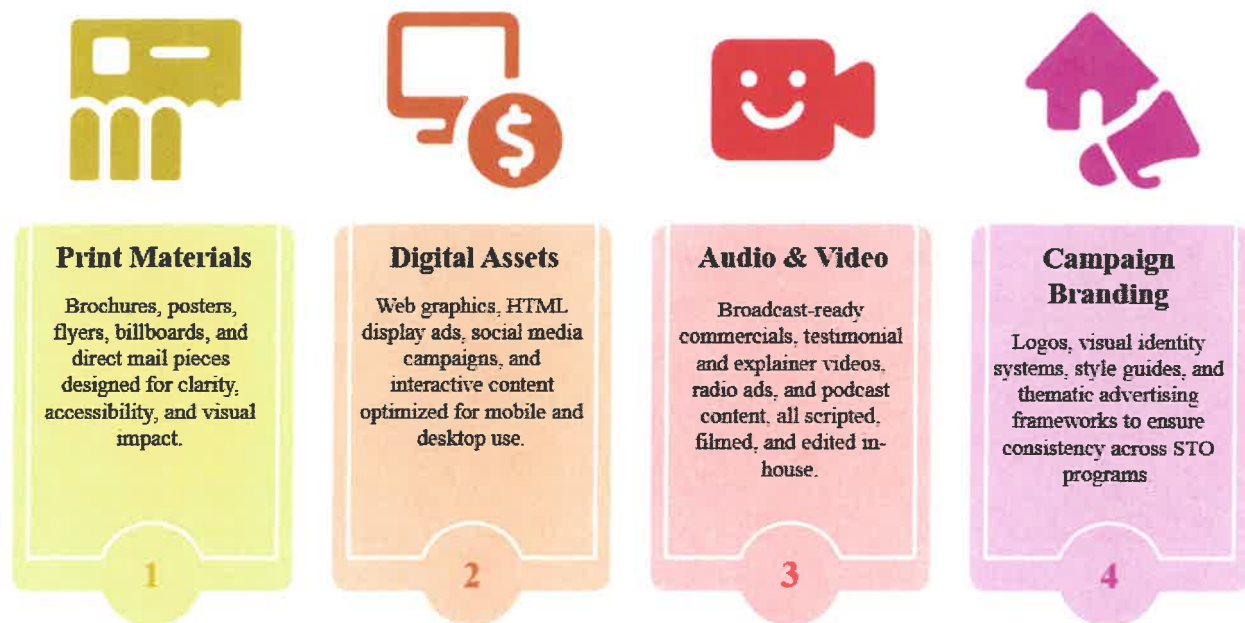 Print Materials
Brochures, posters,
flyers, billboards, and
direct mail pieces
designed for clarity,
accessibility, and visual
impact.
1
Digital Assets
Web graphics, HTML
display ads, social media
campaigns, and
interactive content
optimized for mobile and
desktop use.
2
Audio & Video
Broadcast-ready
commercials, testimonial
and explainer videos,
radio ads, and podcast
content, all scripted,
filmed, and edited in-
house.
3
Campaign
Branding
Logos, visual identity
systems, style guides, and
thematic advertising
frameworks to ensure
consistency across STO
programs
4